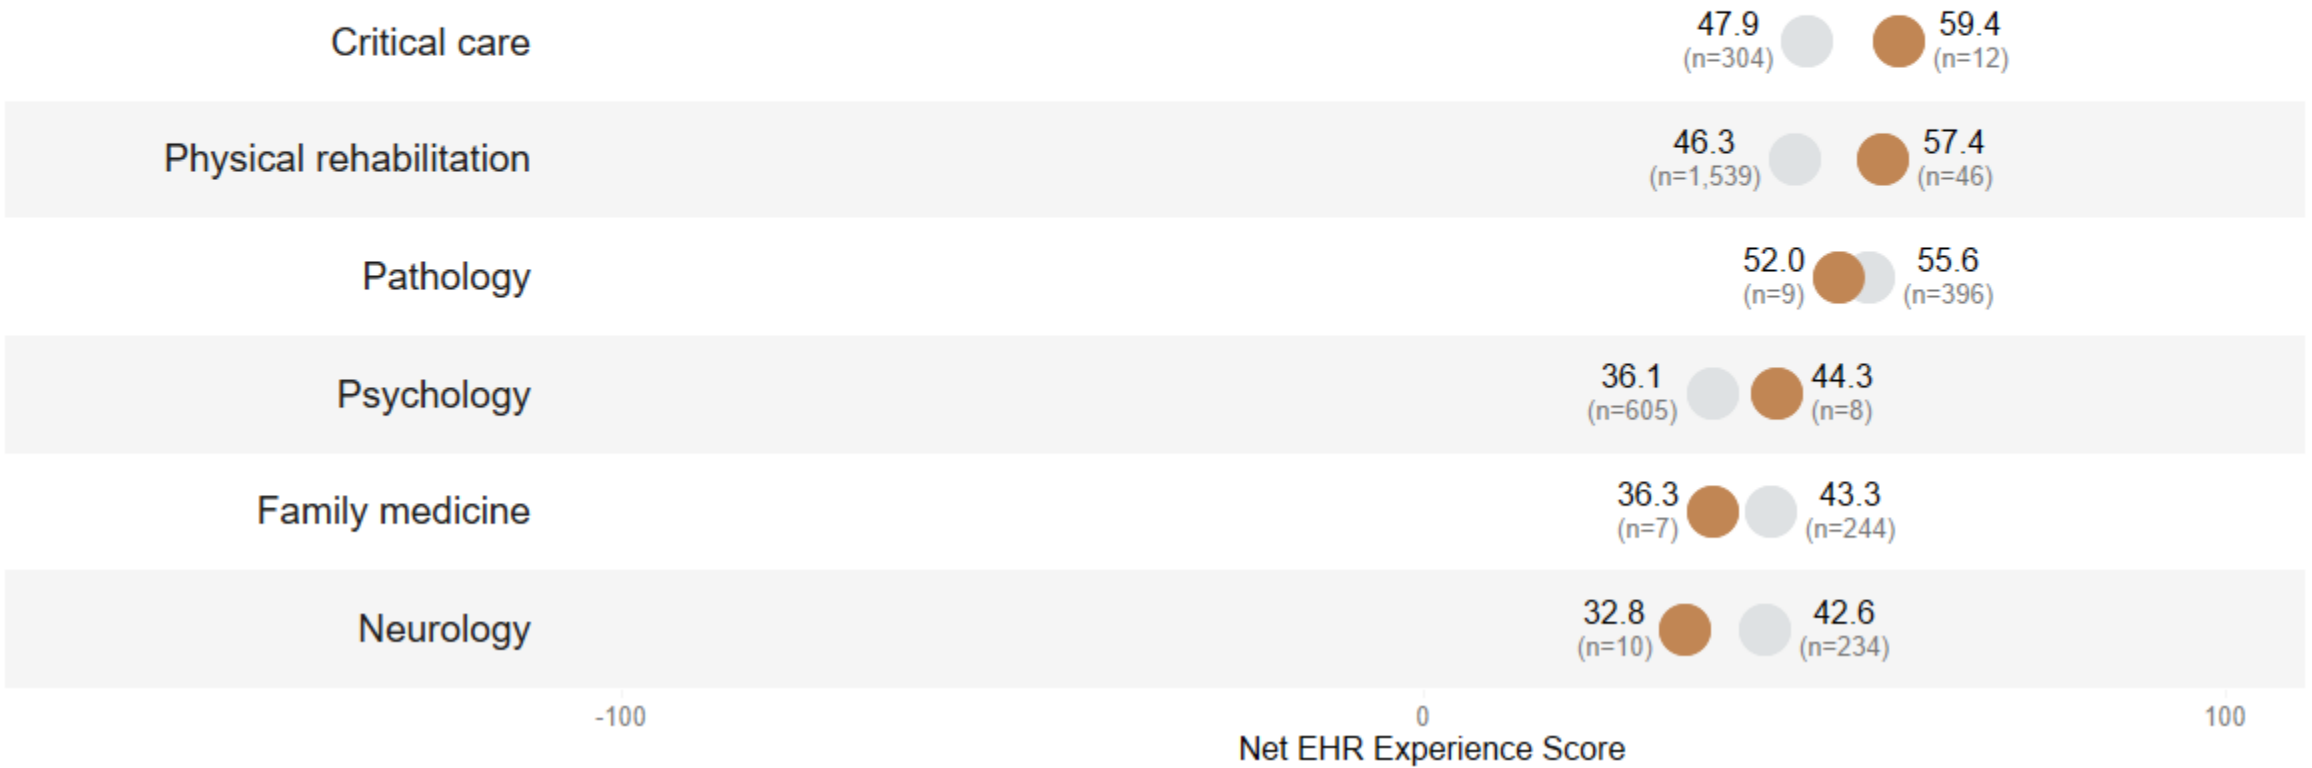 Critical care
47.9
(n=304)
59.4
(n=12)
Physical rehabilitation
46.3
(n=1,539)
57.4
(n=46)
Pathology
52.0
(n=9)
55.6
(n=396)
Psychology
36.1
(n=605)
44.3
(n=8)
Family medicine
36.3
(n=7)
43.3
(n=244)
Neurology
32.8
(n=10)
42.6
(n=234)
-100
0
100
Net EHR Experience Score